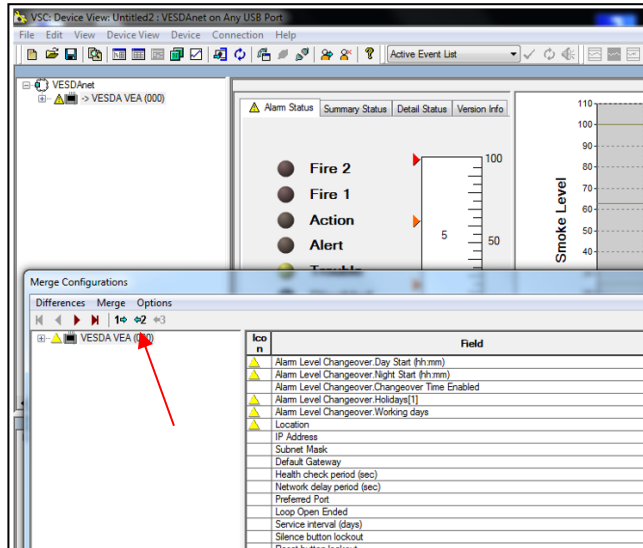 VSC: Device View: Untitled2 : VESDAnet on Any USB Port
File Edit View Device View Device Connection Help
Active Event List
VESDAnet
-> VESDA VEA (000)
Alarm Status Summary Status Detail Status Version Info
Fire 2
Fire 1
Action
Alert
Trouble
100
5
50
Smoke Level
110
100
90
80
70
60
50
40
Merge Configurations
Differences Merge Options
1 2 3
VESDA VEA (000)
Ico
n
Field
Alarm Level Changeover.Day Start (hh:mm)
Alarm Level Changeover.Night Start (hh:mm)
Alarm Level Changeover.Changeover Time Enabled
Alarm Level Changeover.Holidays[1]
Alarm Level Changeover.Working days
Location
IP Address
Subnet Mask
Default Gateway
Health check period (sec)
Network delay period (sec)
Preferred Port
Loop Open Ended
Service interval (days)
Silence button lockout
Reset button lockout